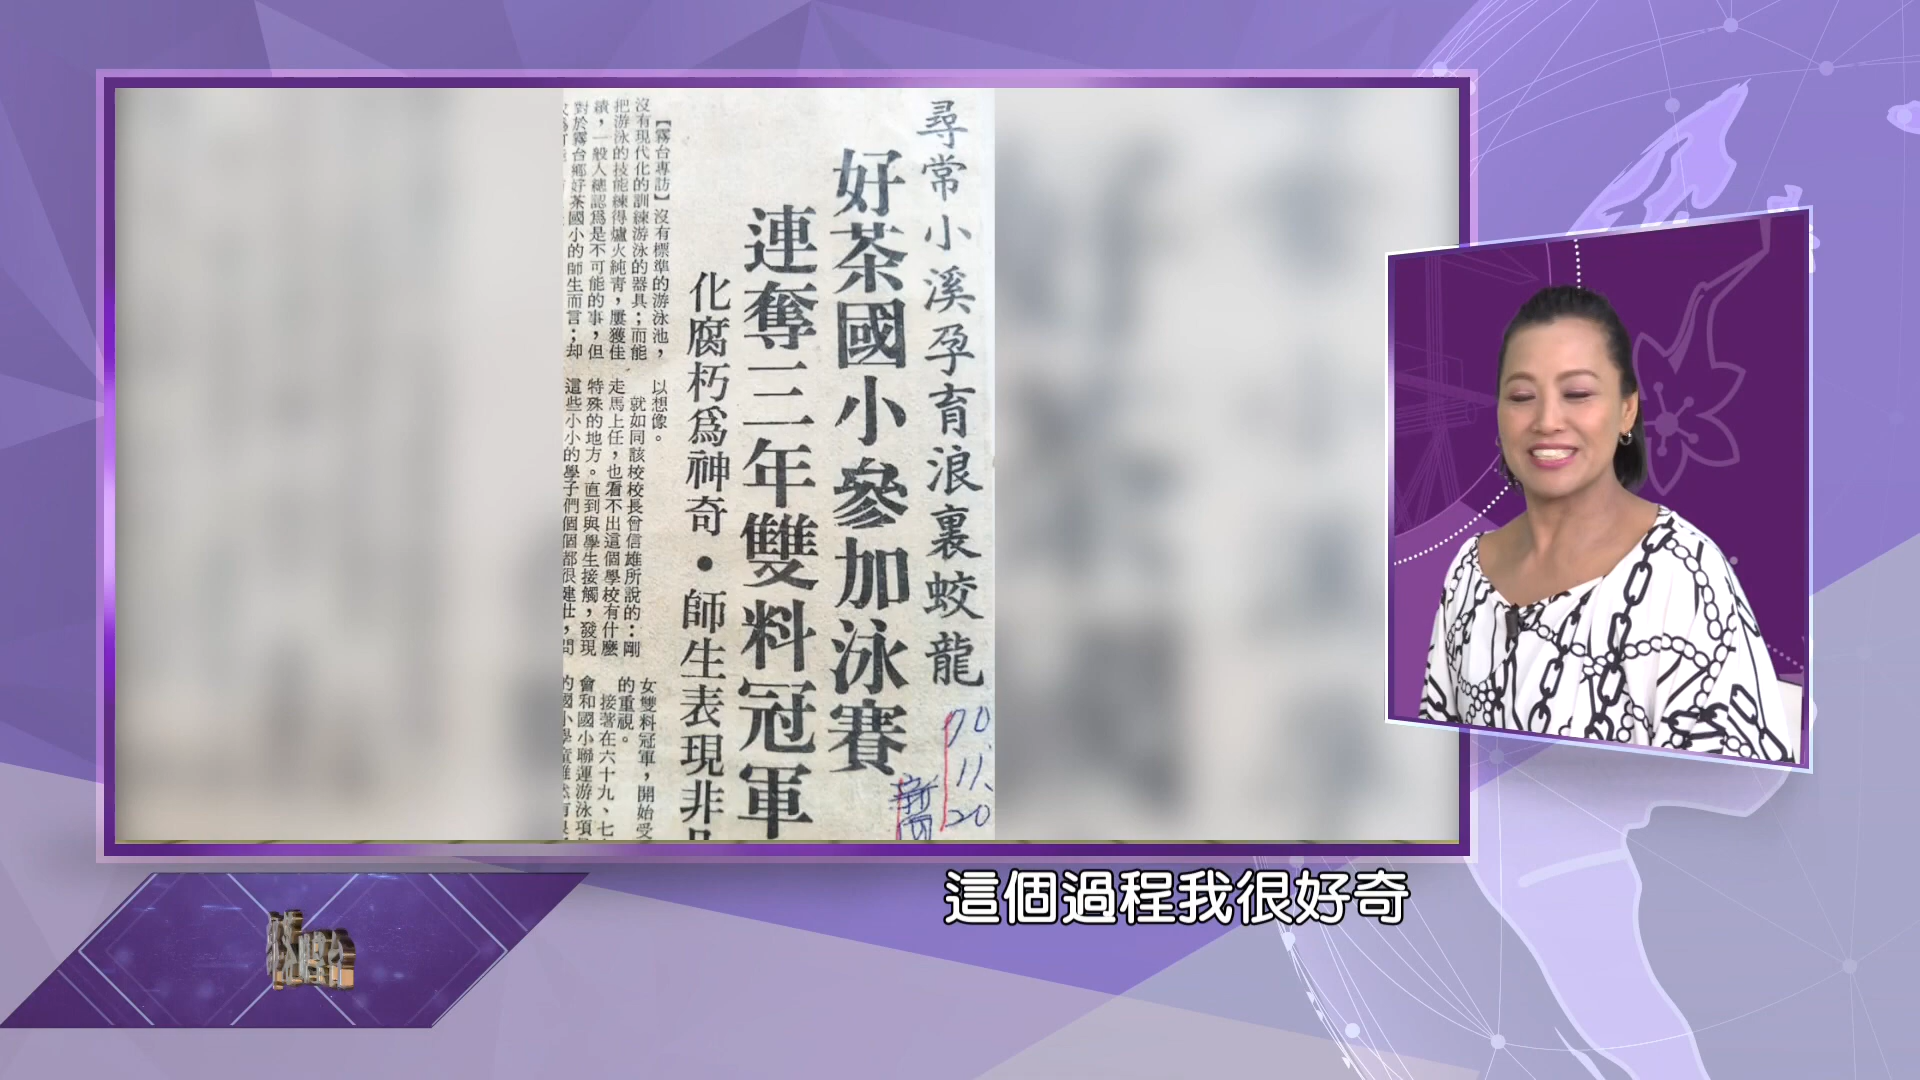 尋常小溪孕育浪裏蛟龍
好茶國小參加泳賽
連奪三年雙料冠軍
化腐朽爲神奇•師生表現非
70.11.20
【霧台專訪】沒有標準的游泳池，
沒有現代化的訓練游泳的器具；而能
把游泳的技能練得爐火純青，屢獲佳
績，一般人總認爲是不可能的事，但
對於霧台鄉好茶國小的師生而言；却
以想像。
就如同該校校長曾信雄所說的：剛
走馬上任，也看不出這個學校有什麼
特殊的地方。直到與學生接觸，發現
這些小小的學子們個個都很健壯，問
女雙料冠軍，開始受
的重視。
接著在六十九、七
會和國小聯運游泳項
這個過程我很好奇